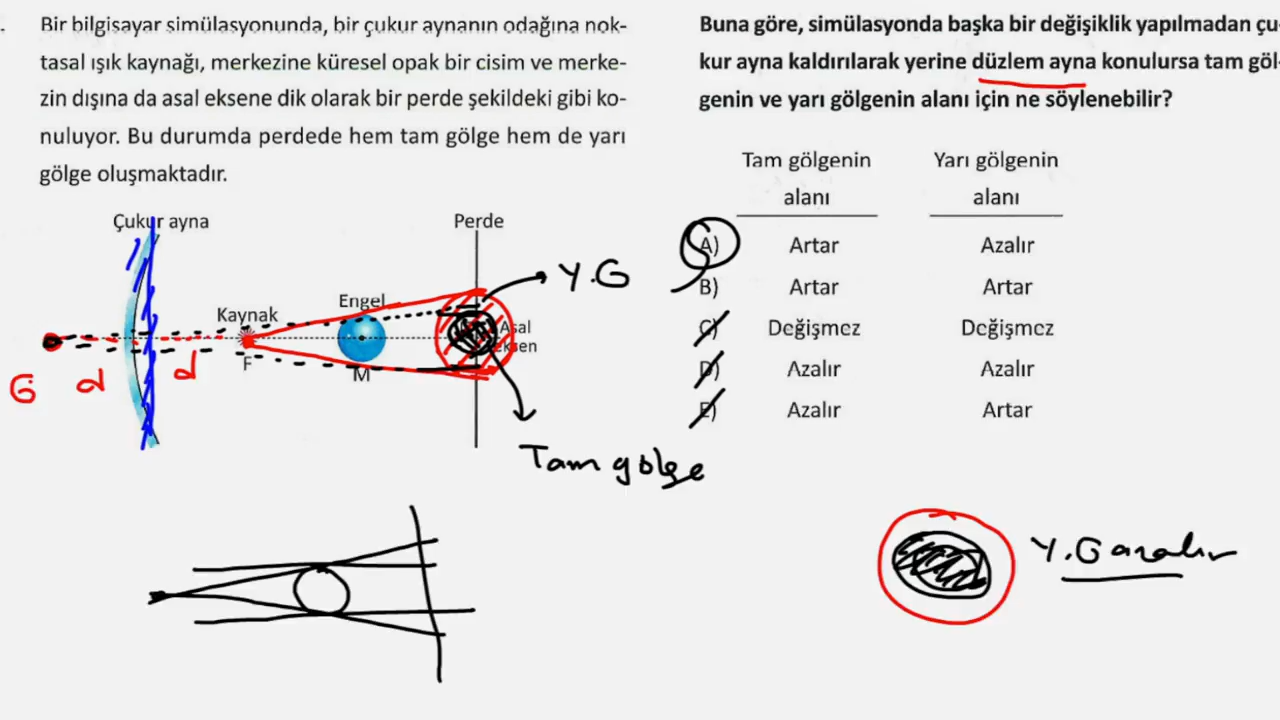 Bir bilgisayar simülasyonunda, bir çukur aynanın odağına nok-
tasal ışık kaynağı, merkezine küresel opak bir cisim ve merke-
zin dışına da asal eksene dik olarak bir perde şekildeki gibi ko-
nuluyor. Bu durumda perdede hem tam gölge hem de yarı
gölge oluşmaktadır.
Çukur ayna
Perde
Y.G
Engel
Kaynak
Asal
Eksen
F
M
G
d
d
Tam gölge
Buna göre, simülasyonda başka bir değişiklik yapılmadan çu-
kur ayna kaldırılarak yerine düzlem ayna konulursa tam göl-
genin ve yarı gölgenin alanı için ne söylenebilir?
Tam gölgenin alanı Yarı gölgenin alanı
A) Artar Azalır
B) Artar Artar
C) Değişmez Değişmez
D) Azalır Azalır
E) Azalır Artar
Y.G azalır